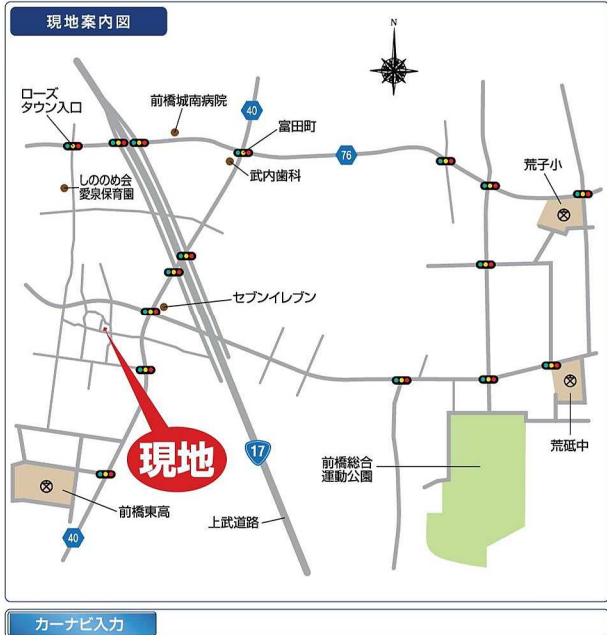 現地案内図
N
ローズ
タウン入口
前橋城南病院
40
富田町
76
荒子小
しののめ会
愛泉保育園
武内歯科
セブンイレブン
現地
17
前橋総合
運動公園
荒砥中
前橋東高
上武道路
40
カーナビ入力